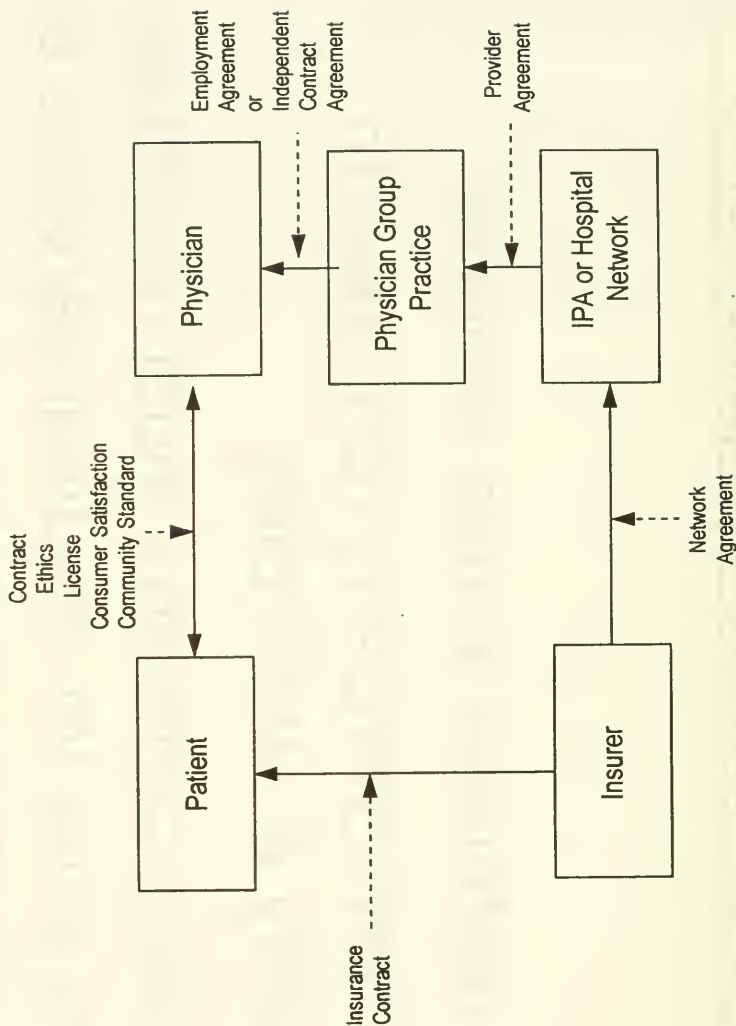 Contract
Ethics
License
Consumer Satisfaction
Community Standard
Patient
Physician
Employment
Agreement
or
Independent
Contract
Agreement
Physician Group
Practice
Provider
Agreement
Insurance
Contract
Insurer
IPA or Hospital
Network
Network
Agreement